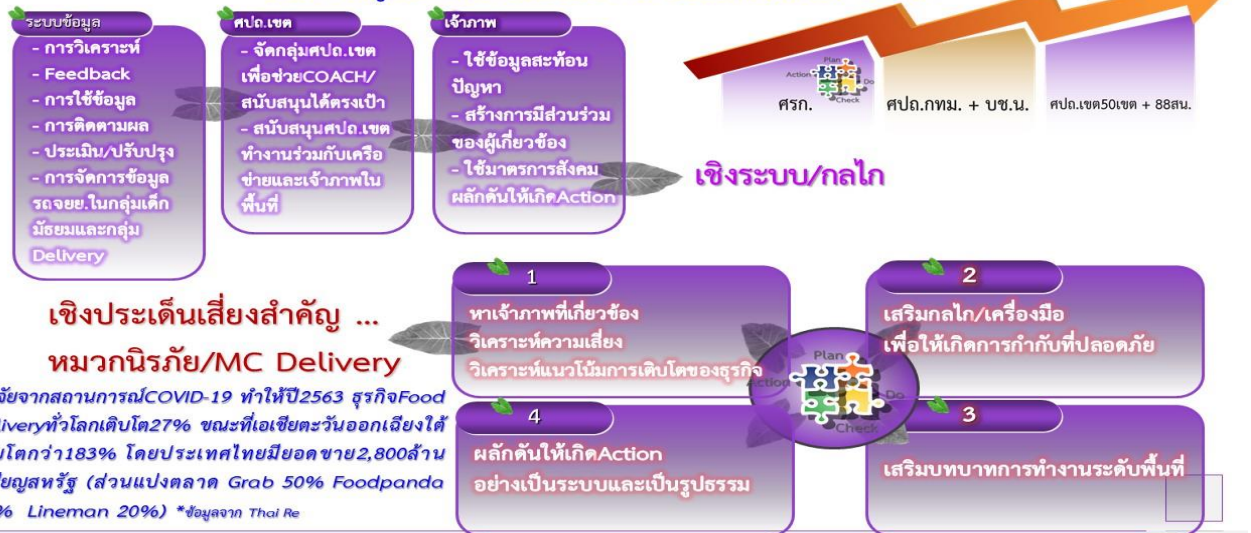 ระบบข้อมูล
- การวิเคราะห์
- Feedback
- การใช้ข้อมูล
- การติดตามผล
- ประเมิน/ปรับปรุง
- การจัดการข้อมูล
รถจยย.ในกลุ่มเด็ก
มัธยมและกลุ่ม
Delivery
ศปถ.เขต
- จัดกลุ่มศปถ.เขต
เพื่อช่วยCOACH/
สนับสนุนได้ตรงเป้า
- สนับสนุนศปถ.เขต
ทำงานร่วมกับเครือ
ข่ายและเจ้าภาพใน
พื้นที่
เจ้าภาพ
- ใช้ข้อมูลสะท้อน
ปัญหา
- สร้างการมีส่วนร่วม
ของผู้เกี่ยวข้อง
- ใช้มาตรการสังคม
ผลักดันให้เกิดAction
Plan
Action
Do
Check
ศรก.
ศปถ.กทม. + บช.น.
ศปถ.เขต50เขต + 88สน.
เชิงระบบ/กลไก
เชิงประเด็นเสี่ยงสำคัญ ...
หมวกนิรภัย/MC Delivery
จากสถานการณ์COVID-19 ทำให้ปี2563 ธุรกิจFood
ทั่วโลกเติบโต27% ขณะที่เอเชียตะวันออกเฉียงใต้
กว่า183% โดยประเทศไทยมียอดขาย2,800ล้าน
สหรัฐ (ส่วนแบ่งตลาด Grab 50% Foodpanda
% Lineman 20%) *ข้อมูลจาก Thai Re
1
หาเจ้าภาพที่เกี่ยวข้อง
วิเคราะห์ความเสี่ยง
วิเคราะห์แนวโน้มการเติบโตของธุรกิจ
2
เสริมกลไก/เครื่องมือ
เพื่อให้เกิดการกำกับที่ปลอดภัย
Plan
Action
Do
Check
4
ผลักดันให้เกิดAction
อย่างเป็นระบบและเป็นรูปธรรม
3
เสริมบทบาทการทำงานระดับพื้นที่